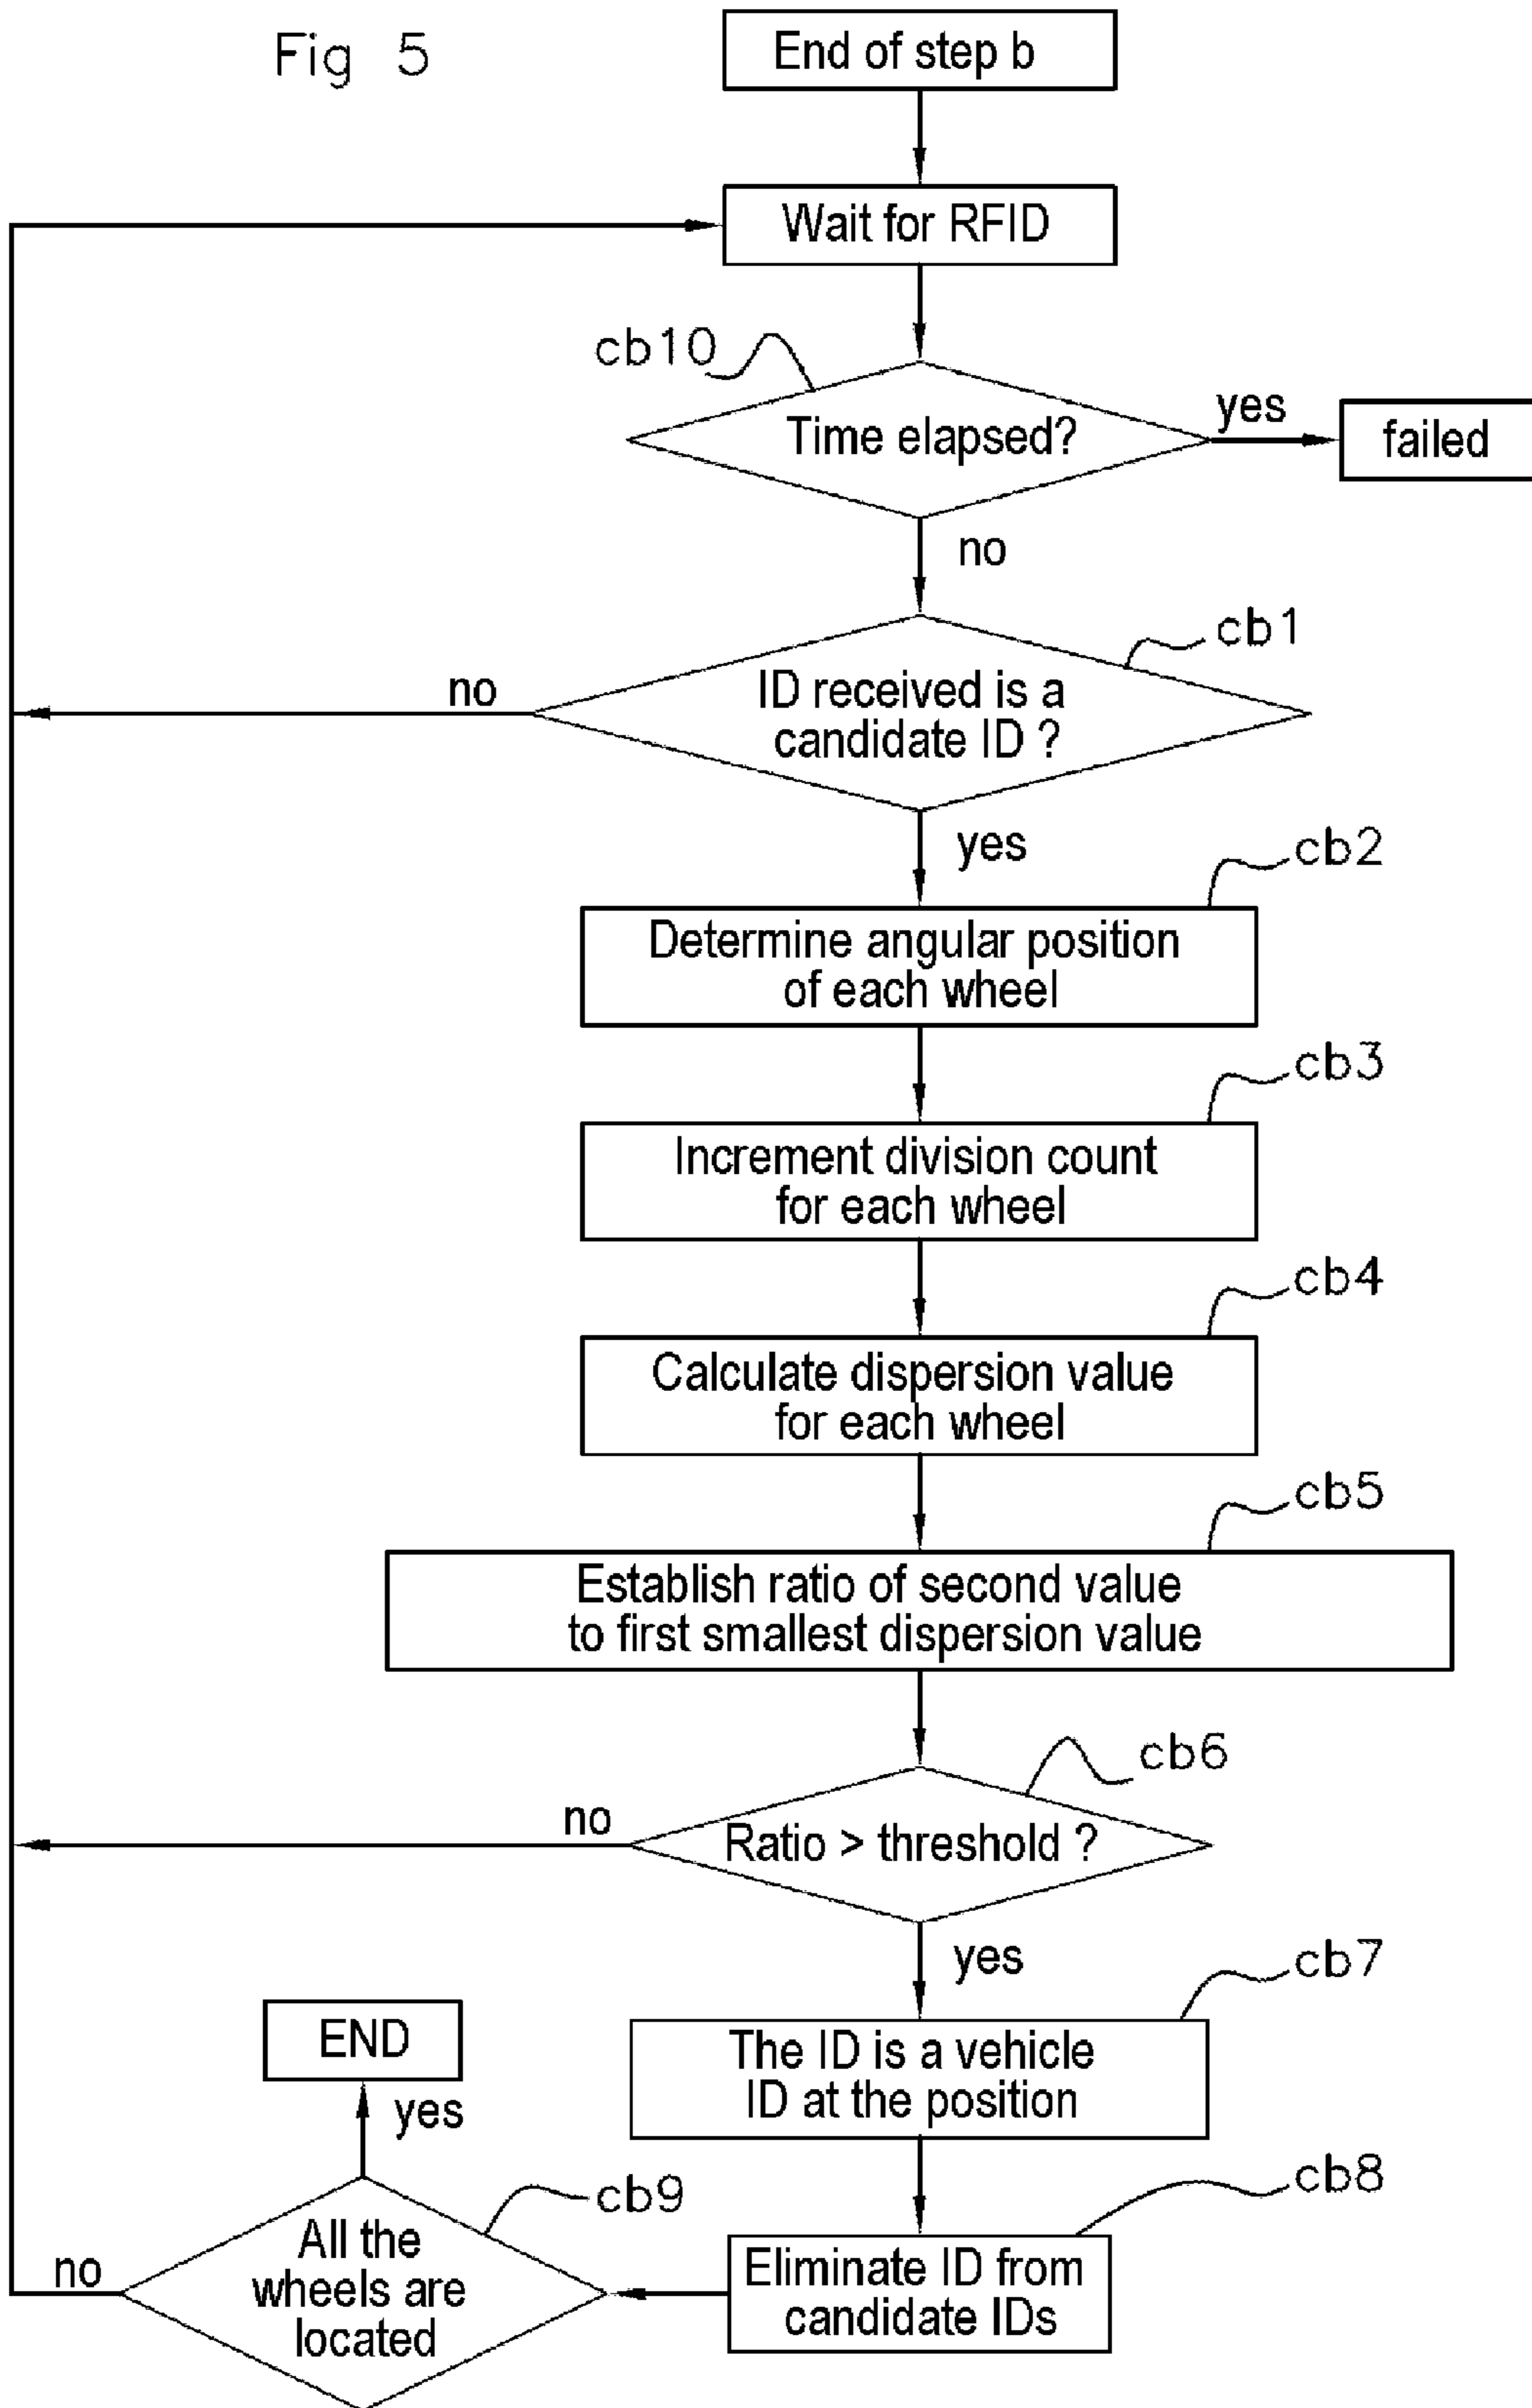 Fig 5
End of step b
Wait for RFID
cb10
Time elapsed?
yes
failed
no
cb1
ID received is a
candidate ID ?
no
yes
cb2
Determine angular position
of each wheel
cb3
Increment division count
for each wheel
cb4
Calculate dispersion value
for each wheel
cb5
Establish ratio of second value
to first smallest dispersion value
cb6
no
Ratio > threshold ?
yes
cb7
The ID is a vehicle
ID at the position
END
yes
cb8
Eliminate ID from
candidate IDs
cb9
All the
wheels are
located
no